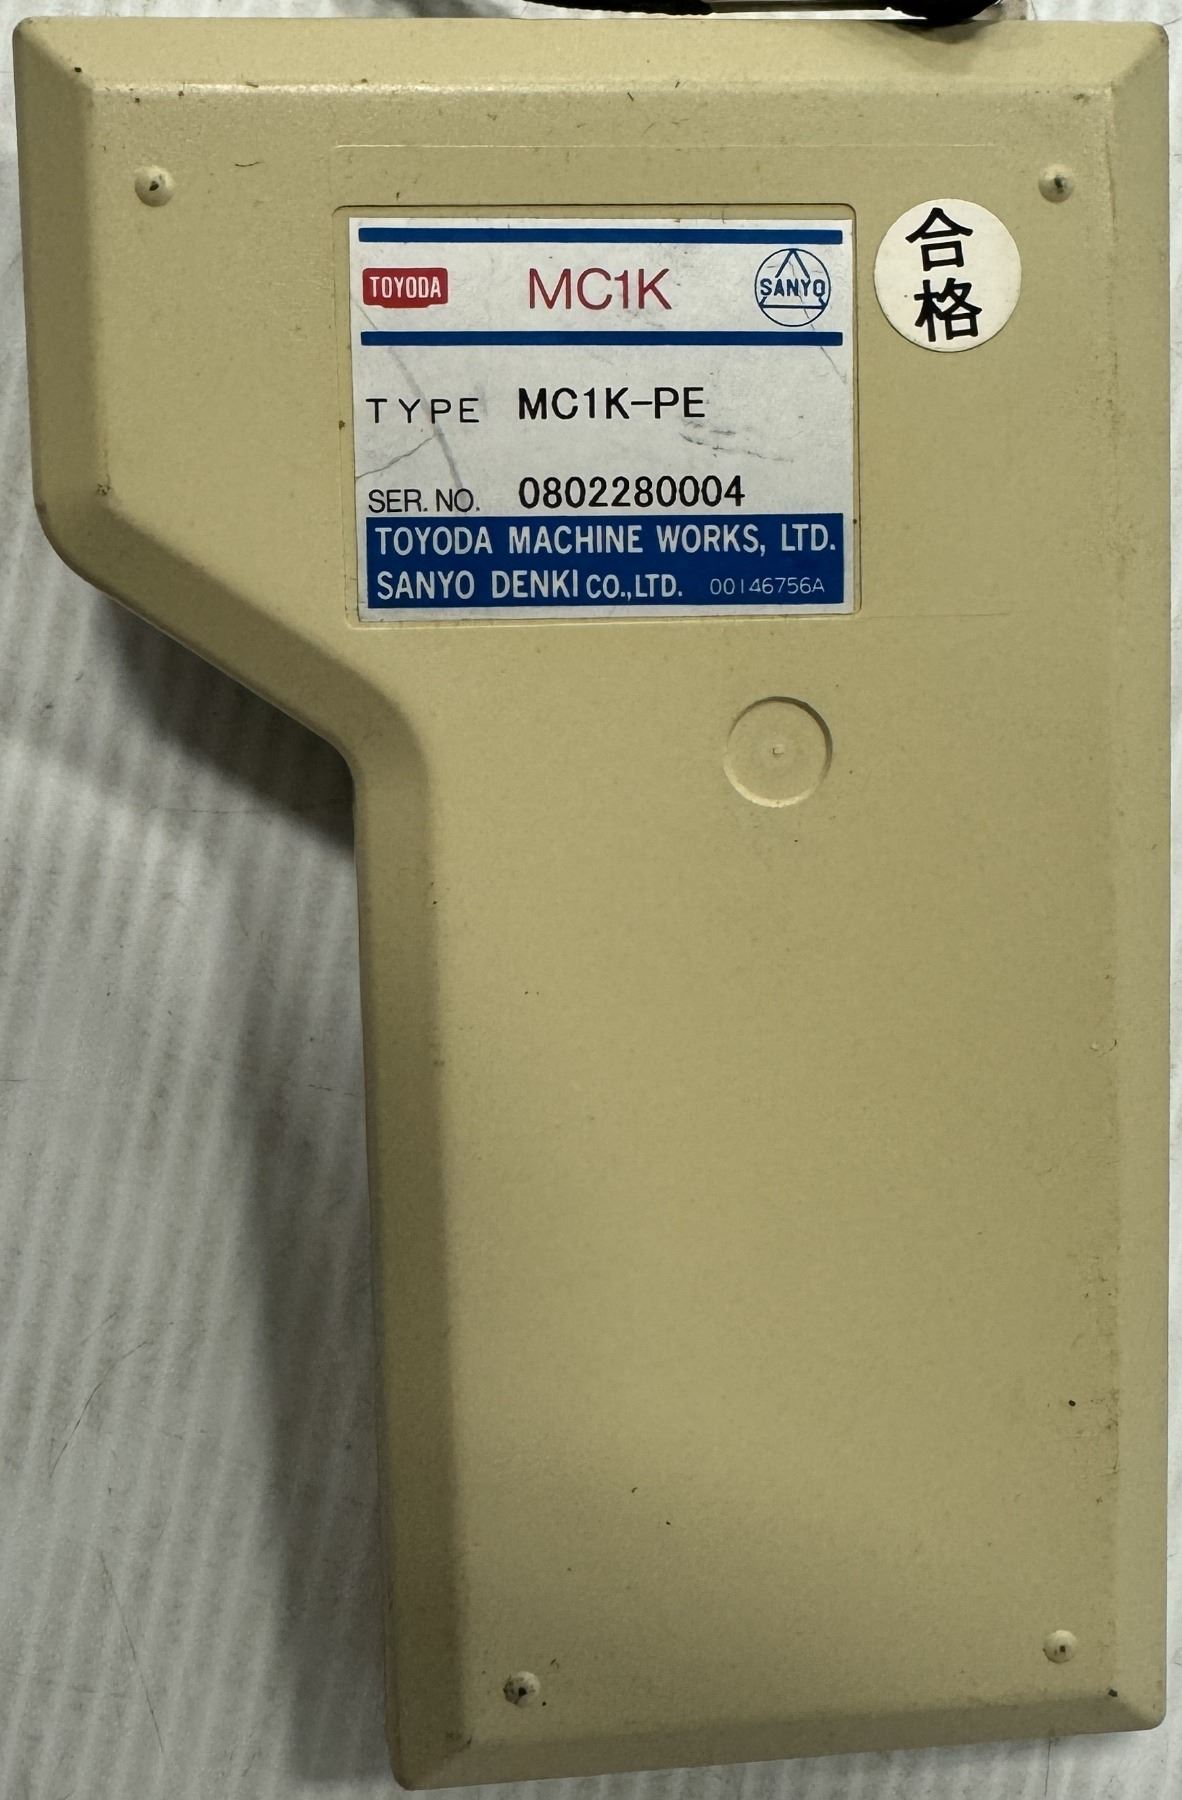 TOYODA MC1K SANYO
TYPE MC1K-PE
SER. NO. 0802280004
TOYODA MACHINE WORKS, LTD.
SANYO DENKI CO.,LTD. 00146756A
合
格